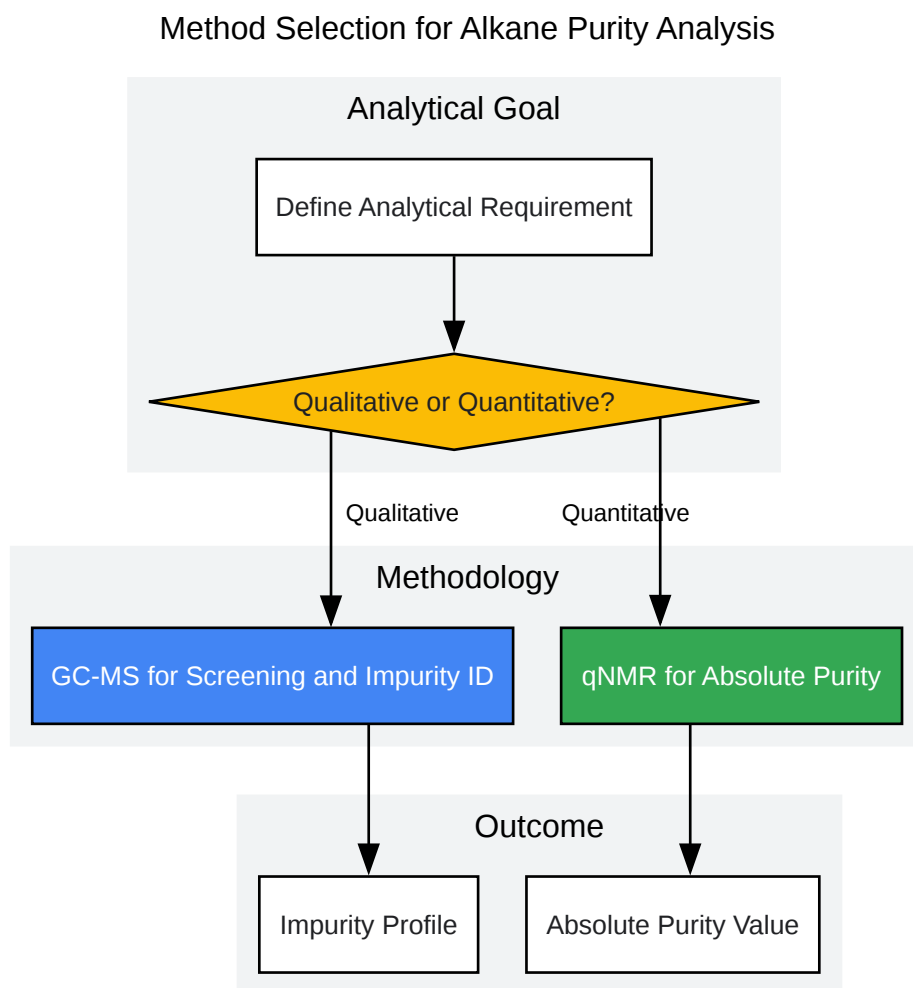 Method Selection for Alkane Purity Analysis
Analytical Goal
Define Analytical Requirement
Qualitative or Quantitative?
Qualitative
Quantitative
Methodology
GC-MS for Screening and Impurity ID
qNMR for Absolute Purity
Outcome
Impurity Profile
Absolute Purity Value